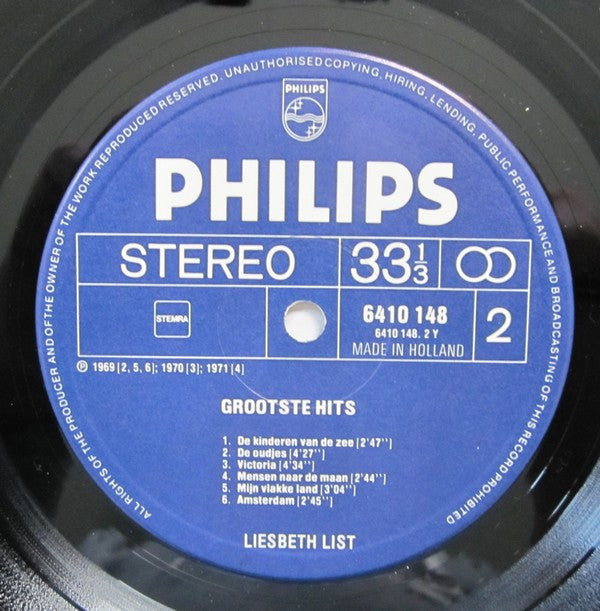 ALL RIGHTS OF THE PRODUCER AND OF THE OWNER OF THE WORK REPRODUCED RESERVED. UNAUTHORISED COPYING, HIRING, LENDING, PUBLIC PERFORMANCE AND BROADCASTING OF THIS RECORD PROHIBITED
PHILIPS
PHILIPS
STEREO 33⅓
STEMRA
6410 148
6410 148. 2 Y
MADE IN HOLLAND
2
℗ 1969 [2, 5, 6]; 1970 [3]; 1971 [4]
GROOTSTE HITS
1. De kinderen van de zee [2'47'']
2. De oudjes [4'27'']
3. Victoria [4'34'']
4. Mensen naar de maan [2'44'']
5. Mijn vlakke land [3'04'']
6. Amsterdam [2'45'']
LIESBETH LIST